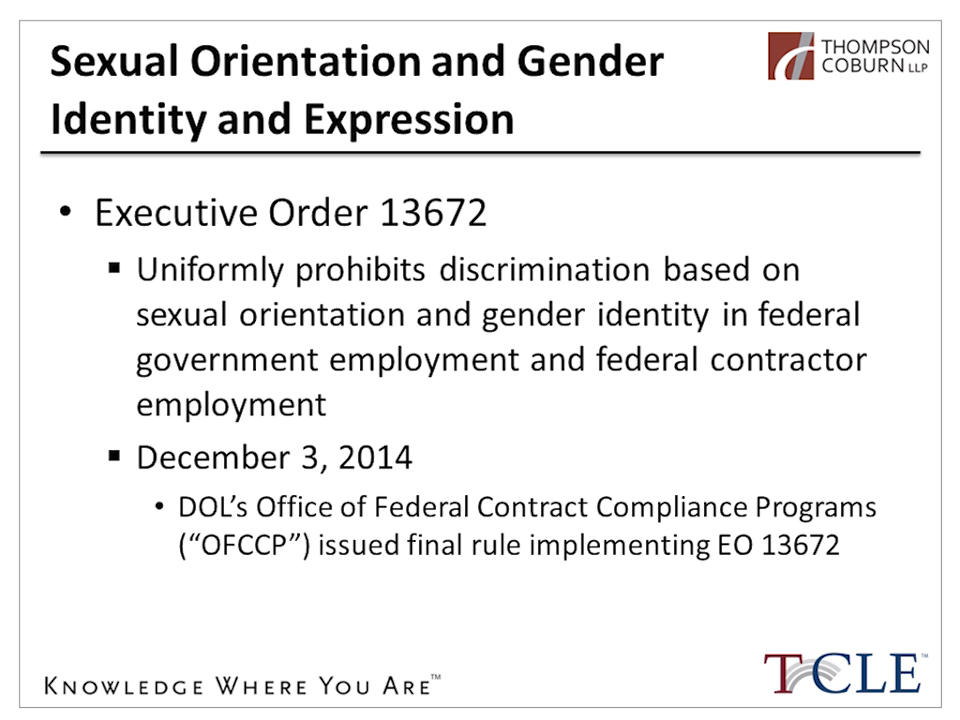 Sexual Orientation and Gender
Identity and Expression
THOMPSON
COBURN LLP
• Executive Order 13672
▪ Uniformly prohibits discrimination based on
sexual orientation and gender identity in federal
government employment and federal contractor
employment
▪ December 3, 2014
• DOL’s Office of Federal Contract Compliance Programs
(“OFCCP”) issued final rule implementing EO 13672
KNOWLEDGE WHERE YOU ARE™
TCLE™